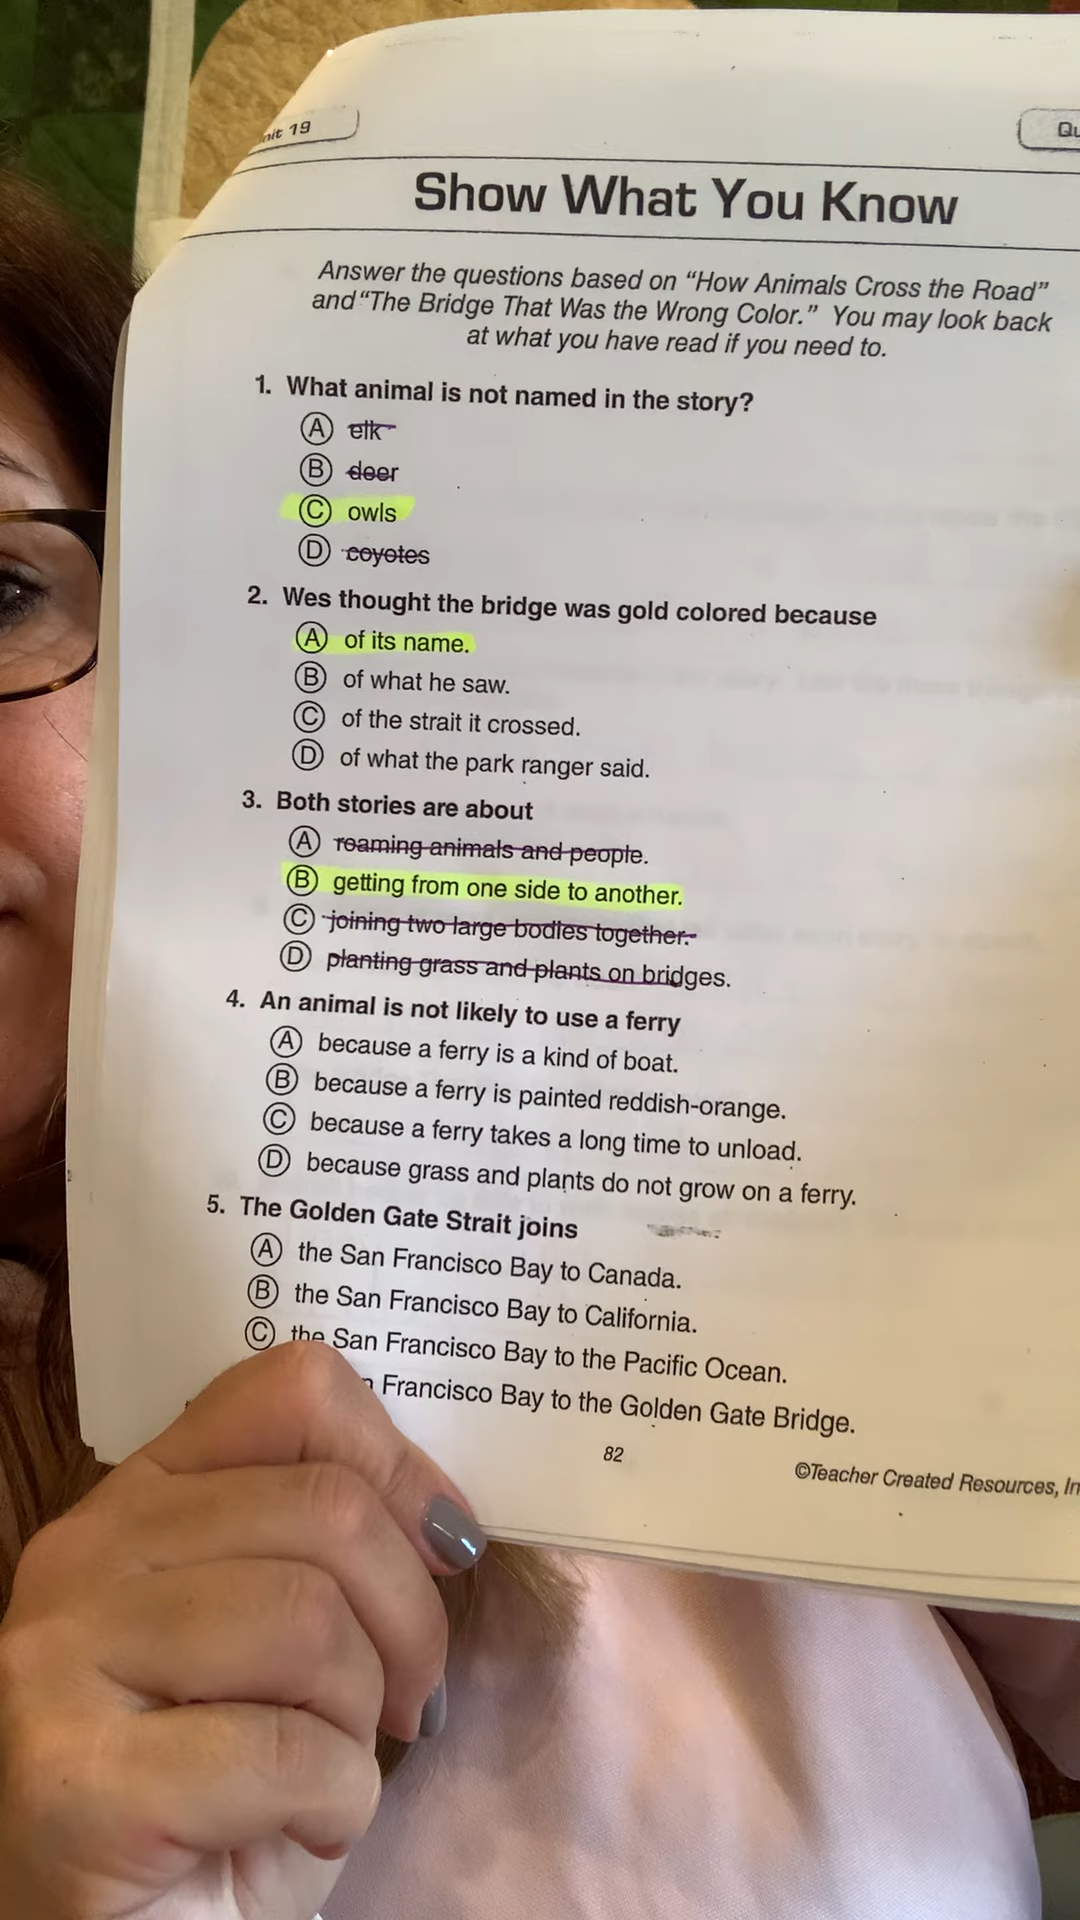 19
Show What You Know
Answer the questions based on “How Animals Cross the Road”
and “The Bridge That Was the Wrong Color.” You may look back
at what you have read if you need to.
1. What animal is not named in the story?
A elk
B deer
C owls
D coyotes
2. Wes thought the bridge was gold colored because
A of its name.
B of what he saw.
C of the strait it crossed.
D of what the park ranger said.
3. Both stories are about
A roaming animals and people.
B getting from one side to another.
C joining two large bodies together.
D planting grass and plants on bridges.
4. An animal is not likely to use a ferry
A because a ferry is a kind of boat.
B because a ferry is painted reddish-orange.
C because a ferry takes a long time to unload.
D because grass and plants do not grow on a ferry.
5. The Golden Gate Strait joins
A the San Francisco Bay to Canada.
B the San Francisco Bay to California.
C the San Francisco Bay to the Pacific Ocean.
Francisco Bay to the Golden Gate Bridge.
82
©Teacher Created Resources,